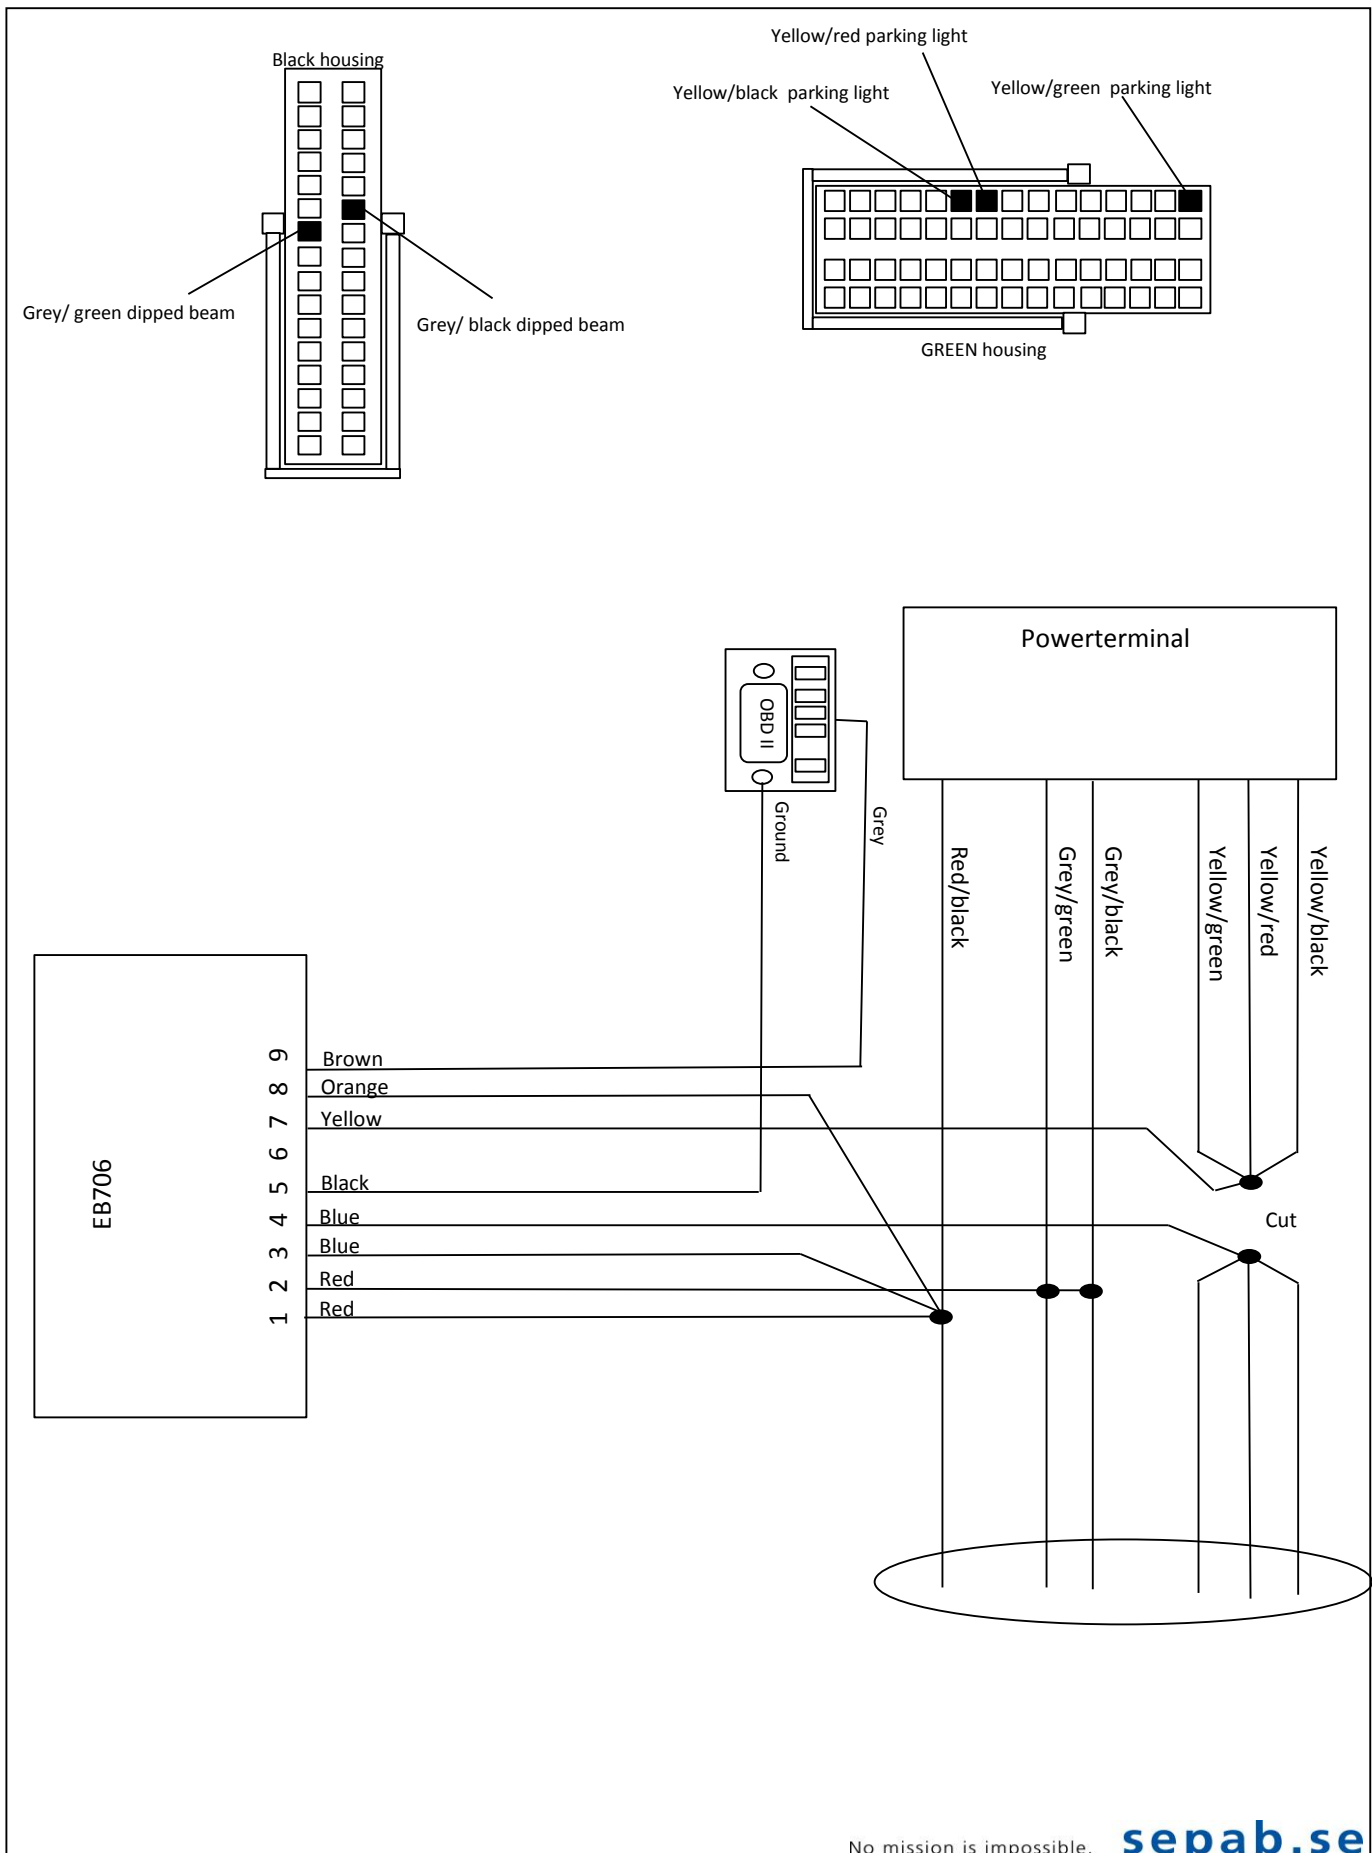 Yellow/red parking light
Black housing
Yellow/black parking light
Yellow/green parking light
Grey/ green dipped beam
Grey/ black dipped beam
GREEN housing
Powerterminal
OBD II
Ground
Grey
Red/black
Grey/green
Grey/black
Yellow/green
Yellow/red
Yellow/black
EB706
9 Brown
8 Orange
7 Yellow
6
5 Black
4 Blue
3 Blue
2 Red
1 Red
Cut
No mission is impossible. sepab.se